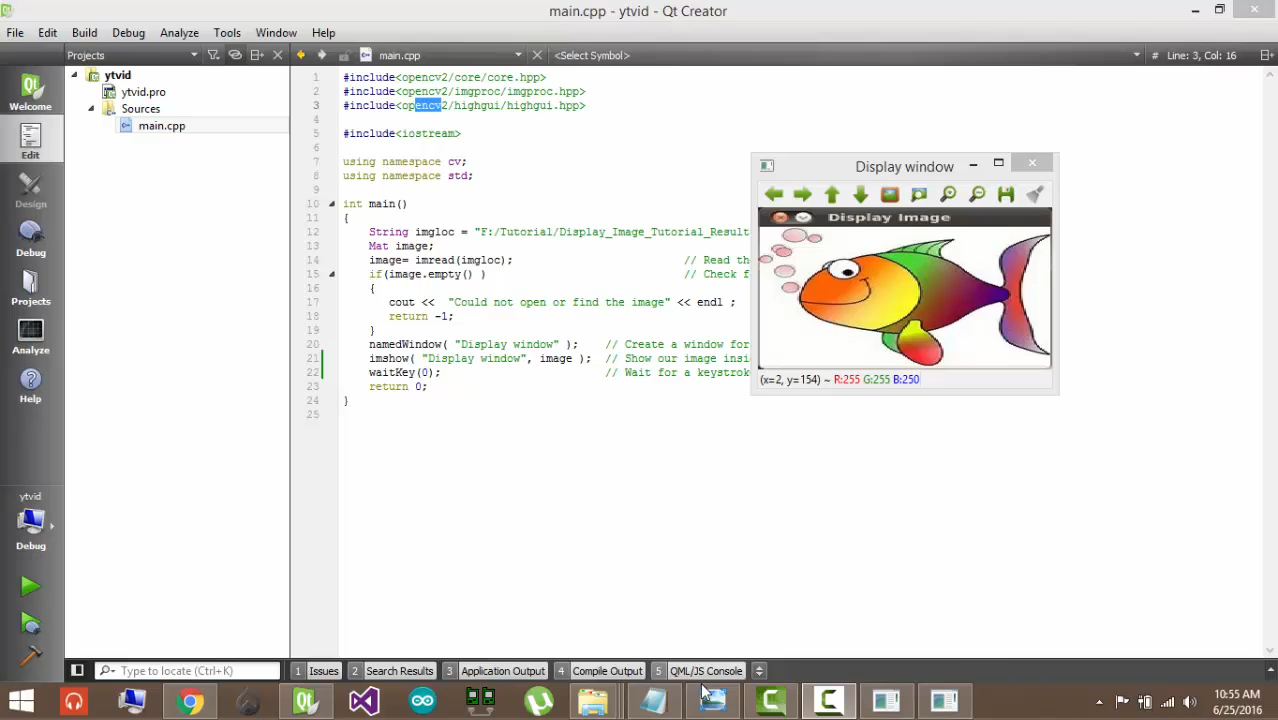 main.cpp - ytvid - Qt Creator
File Edit Build Debug Analyze Tools Window Help
Projects main.cpp <Select Symbol> # Line: 3, Col: 16
ytvid
ytvid.pro
Sources
main.cpp
Welcome
Edit
Design
Debug
Projects
Analyze
Help
ytvid
Debug
1 #include<opencv2/core/core.hpp>
2 #include<opencv2/imgproc/imgproc.hpp>
3 #include<opencv2/highgui/highgui.hpp>
4
5 #include<iostream>
6
7 using namespace cv;
8 using namespace std;
9
10 int main()
11 {
12 String imgloc = "F:/Tutorial/Display_Image_Tutorial_Result
13 Mat image;
14 image= imread(imgloc); // Read th
15 if(image.empty() ) // Check f
16 {
17 cout << "Could not open or find the image" << endl ;
18 return -1;
19 }
20 namedWindow( "Display window" ); // Create a window for
21 imshow( "Display window", image ); // Show our image insi
22 waitKey(0); // Wait for a keystrok
23 return 0;
24 }
25
Display window
Display Image
(x=2, y=154) ~ R:255 G:255 B:250
Type to locate (Ctrl+K) 1 Issues 2 Search Results 3 Application Output 4 Compile Output 5 QML/JS Console
10:55 AM
6/25/2016